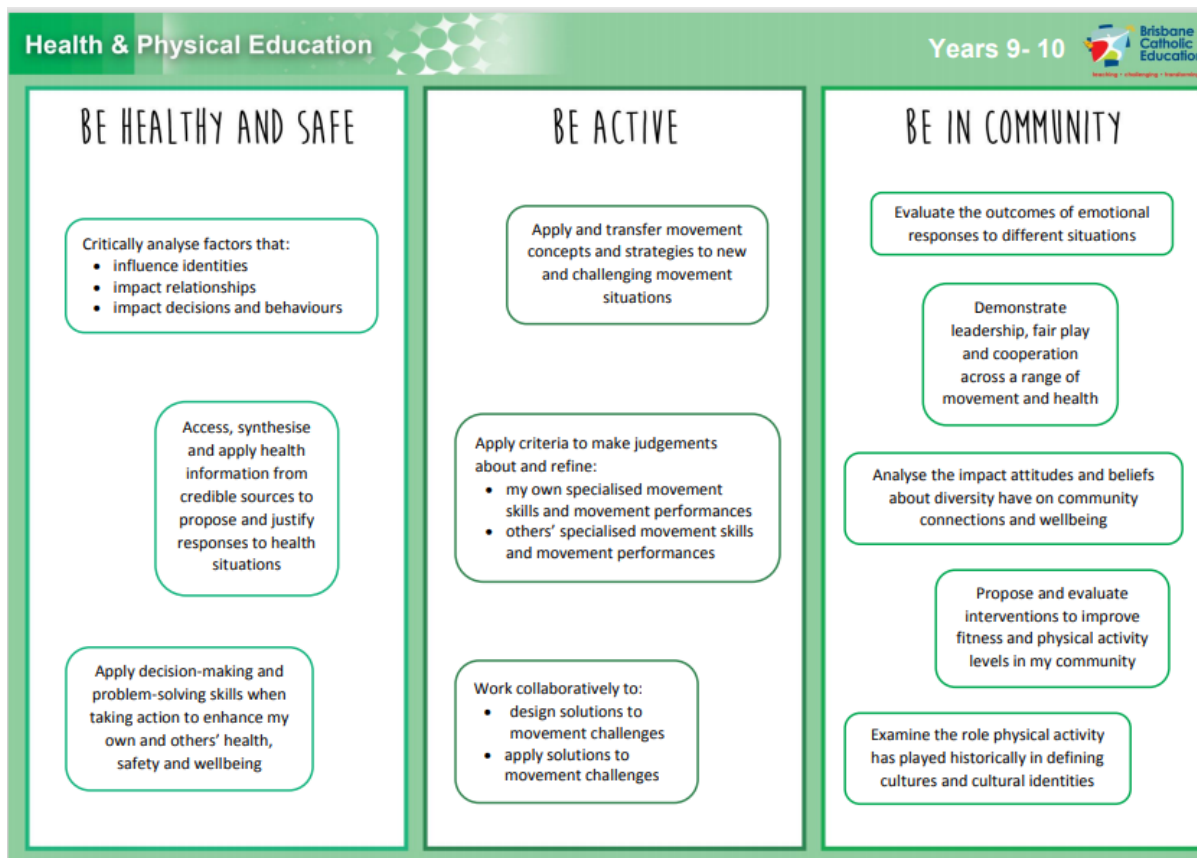 Health & Physical Education
Years 9- 10
Brisbane
Catholic
Education
teaching • challenging • transforming
BE HEALTHY AND SAFE
Critically analyse factors that:
• influence identities
• impact relationships
• impact decisions and behaviours
Access, synthesise
and apply health
information from
credible sources to
propose and justify
responses to health
situations
Apply decision-making and
problem-solving skills when
taking action to enhance my
own and others' health,
safety and wellbeing
BE ACTIVE
Apply and transfer movement
concepts and strategies to new
and challenging movement
situations
Apply criteria to make judgements
about and refine:
• my own specialised movement
skills and movement performances
• others' specialised movement skills
and movement performances
Work collaboratively to:
• design solutions to
movement challenges
• apply solutions to
movement challenges
BE IN COMMUNITY
Evaluate the outcomes of emotional
responses to different situations
Demonstrate
leadership, fair play
and cooperation
across a range of
movement and health
Analyse the impact attitudes and beliefs
about diversity have on community
connections and wellbeing
Propose and evaluate
interventions to improve
fitness and physical activity
levels in my community
Examine the role physical activity
has played historically in defining
cultures and cultural identities